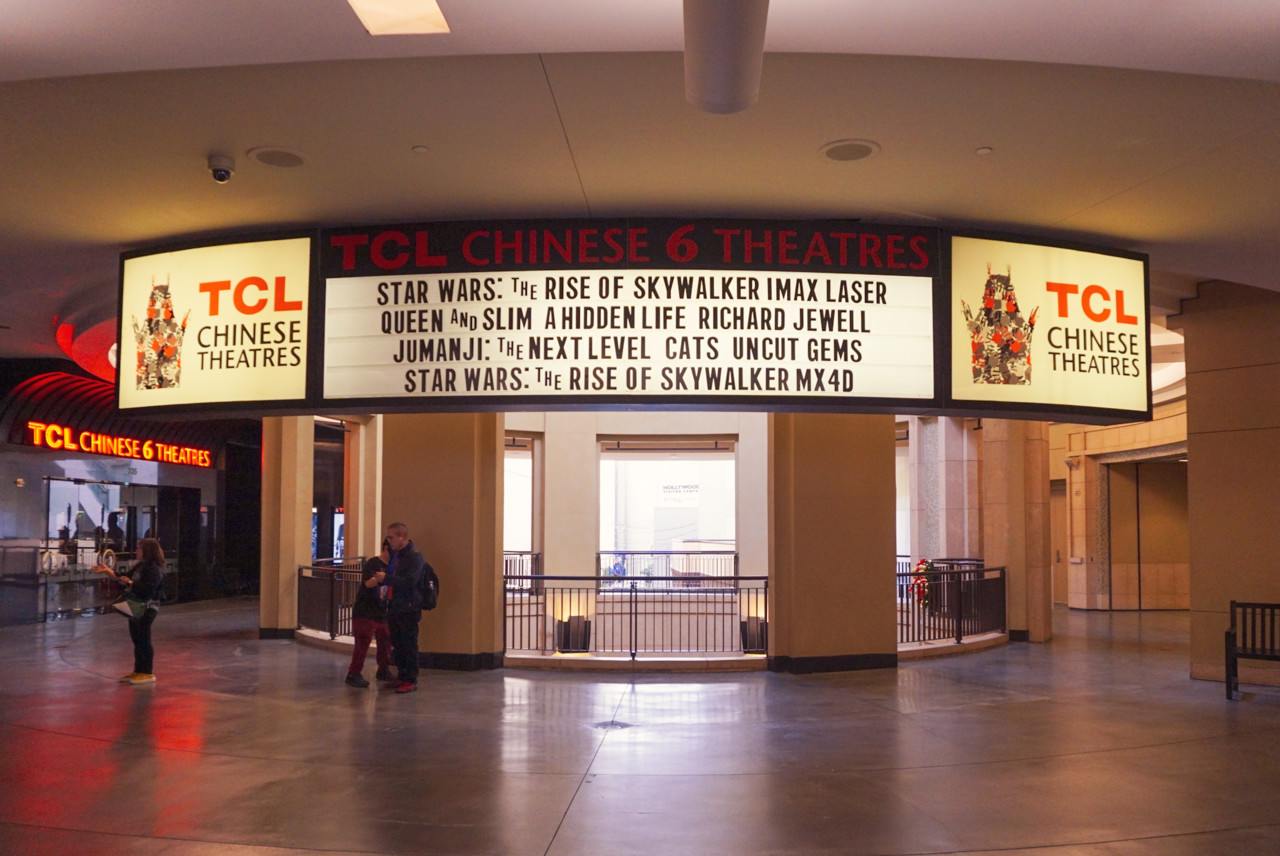 TCL CHINESE 6 THEATRES
TCL
CHINESE
THEATRES
STAR WARS: THE RISE OF SKYWALKER IMAX LASER
QUEEN AND SLIM A HIDDEN LIFE RICHARD JEWELL
JUMANJI: THE NEXT LEVEL CATS UNCUT GEMS
STAR WARS: THE RISE OF SKYWALKER MX4D
TCL
CHINESE
THEATRES
TCL CHINESE 6 THEATRES
HOLLYWOOD